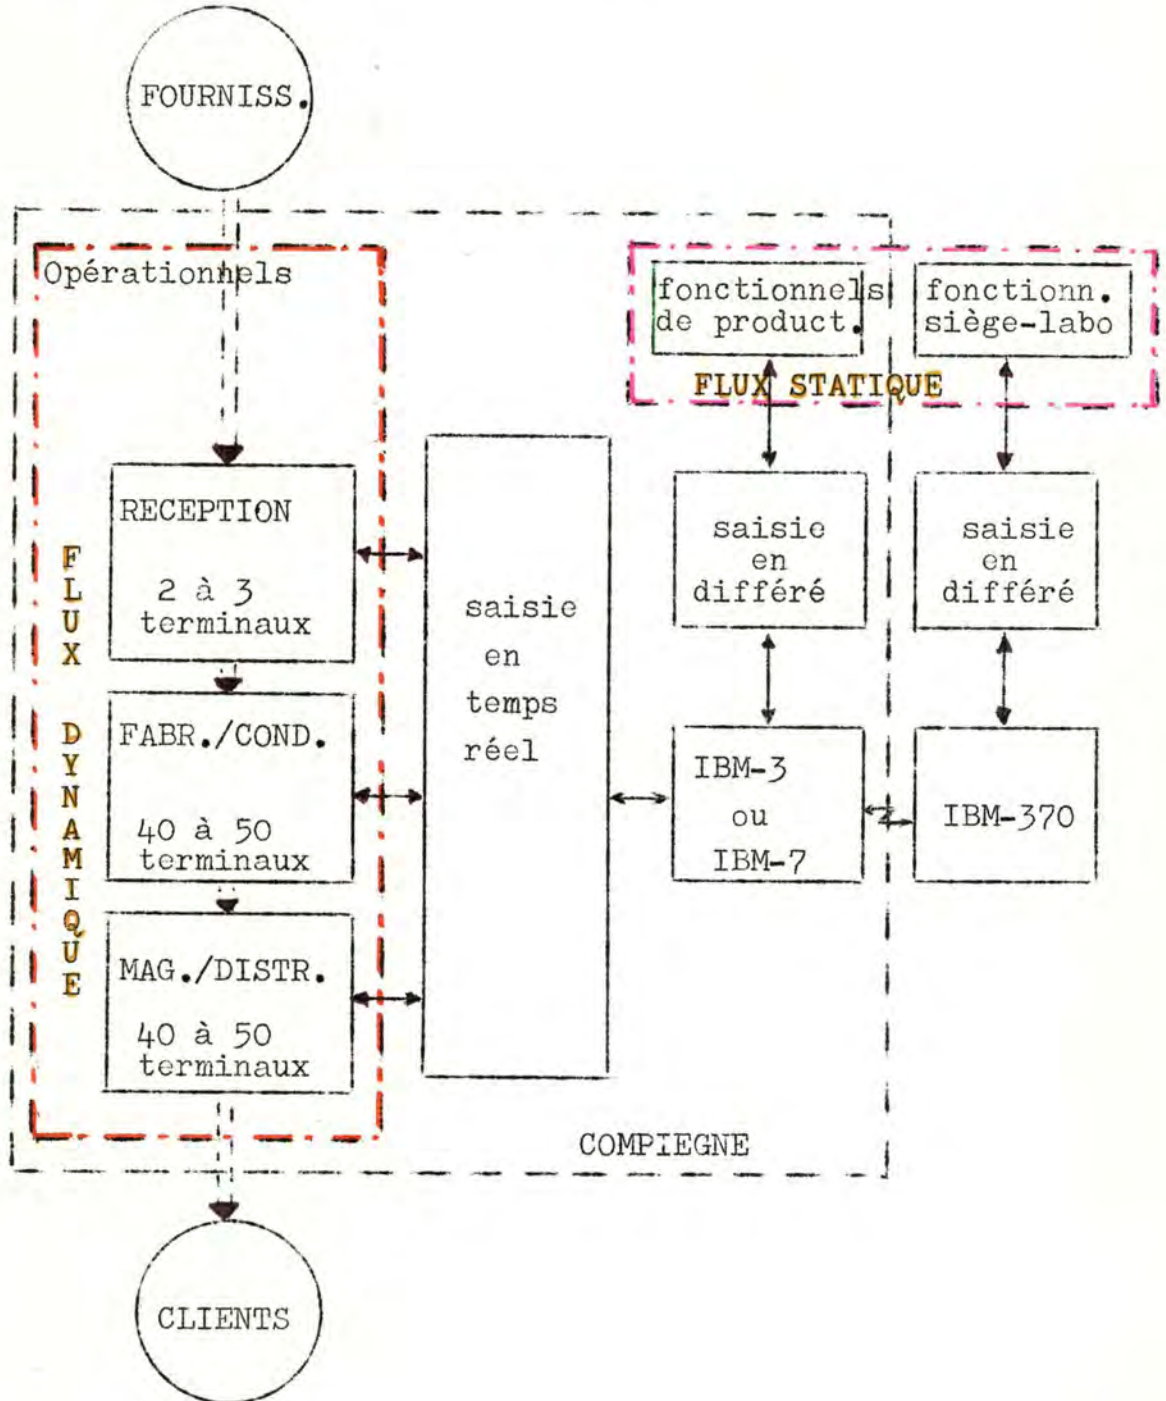 FOURNISS.
Opérationnels
fonctionnels
de product.
fonctionn.
siège-labo
FLUX STATIQUE
FLUX DYNAMIQUE
RECEPTION
2 à 3
terminaux
FABR./COND.
40 à 50
terminaux
MAG./DISTR.
40 à 50
terminaux
saisie
en
temps
réel
saisie
en
différé
saisie
en
différé
IBM-3
ou
IBM-7
IBM-370
COMPIEGNE
CLIENTS